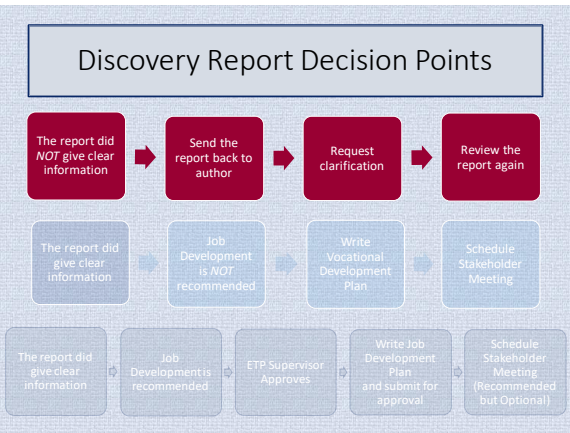 Discovery Report Decision Points
The report did
NOT give clear
information
Send the
report back to
author
Request
clarification
Review the
report again
The report did
give clear
information
Job
Development
is NOT
recommended
Write
Vocational
Development
Plan
Schedule
Stakeholder
Meeting
The report did
give clear
information
Job
Development is
recommended
ETP Supervisor
Approves
Write Job
Development
Plan
and submit for
approval
Schedule
Stakeholder
Meeting
(Recommended
but Optional)